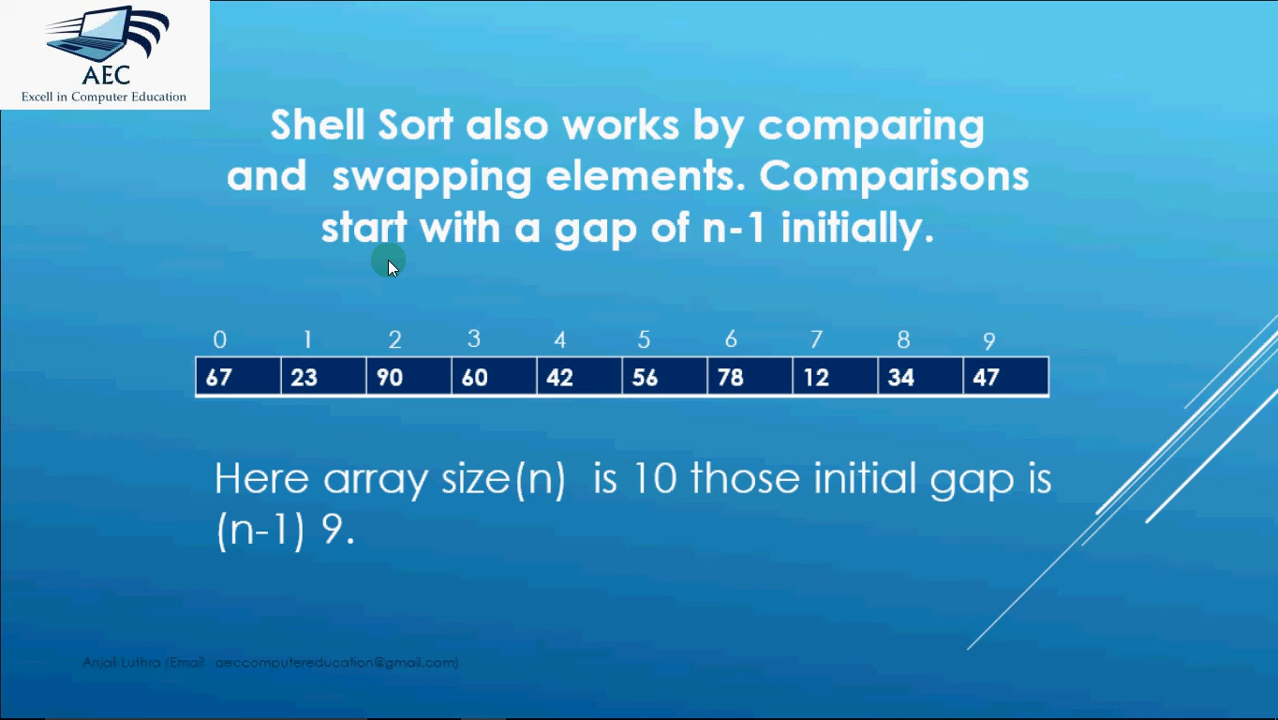 AEC
Excell in Computer Education
Shell Sort also works by comparing
and swapping elements. Comparisons
start with a gap of n-1 initially.
0 1 2 3 4 5 6 7 8 9
67 23 90 60 42 56 78 12 34 47
Here array size(n) is 10 those initial gap is
(n-1) 9.
Anjali Luthra (Email aeccomputereducation@gmail.com)